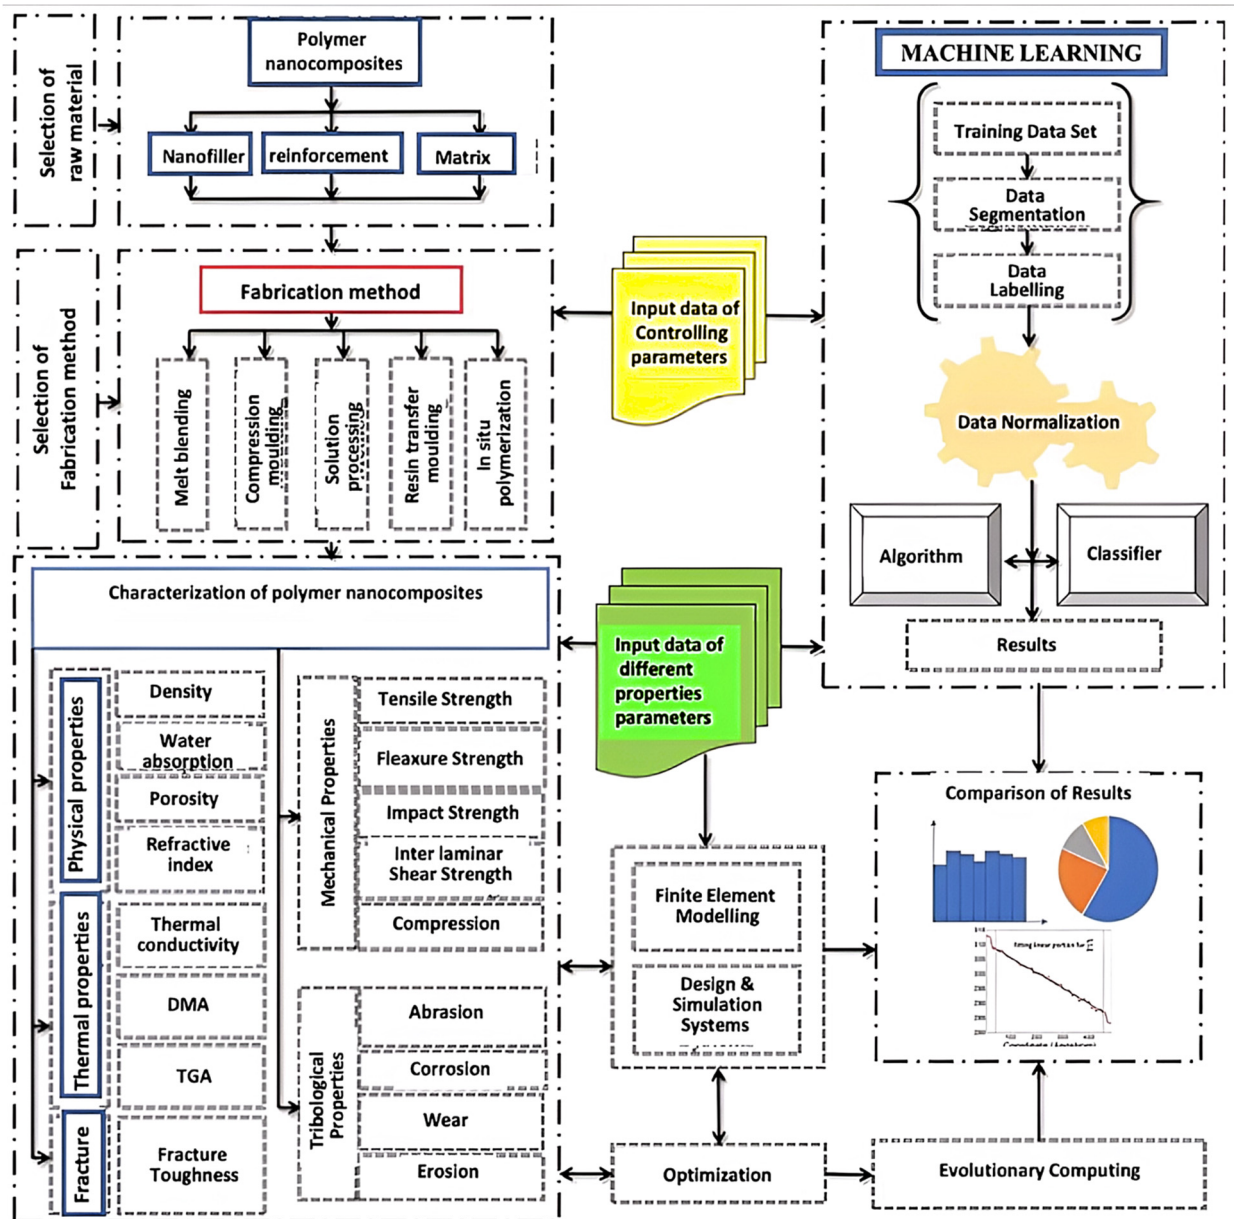 Selection of
raw material
Polymer
nanocomposites
Nanofiller
reinforcement
Matrix
Selection of
Fabrication method
Fabrication method
Melt blending
Compression
moulding
Solution
processing
Resin transfer
moulding
In situ
polymerization
Input data of
Controlling
parameters
MACHINE LEARNING
Training Data Set
Data
Segmentation
Data
Labelling
Data Normalization
Algorithm
Classifier
Results
Characterization of polymer nanocomposites
Physical properties
Density
Water
absorption
Porosity
Refractive
index
Thermal properties
Thermal
conductivity
DMA
TGA
Fracture
Fracture
Toughness
Mechanical Properties
Tensile Strength
Fleaxure Strength
Impact Strength
Inter laminar
Shear Strength
Compression
Tribological
Properties
Abrasion
Corrosion
Wear
Erosion
Input data of
different
properties
parameters
Finite Element
Modelling
Design &
Simulation
Systems
Optimization
Evolutionary Computing
Comparison of Results